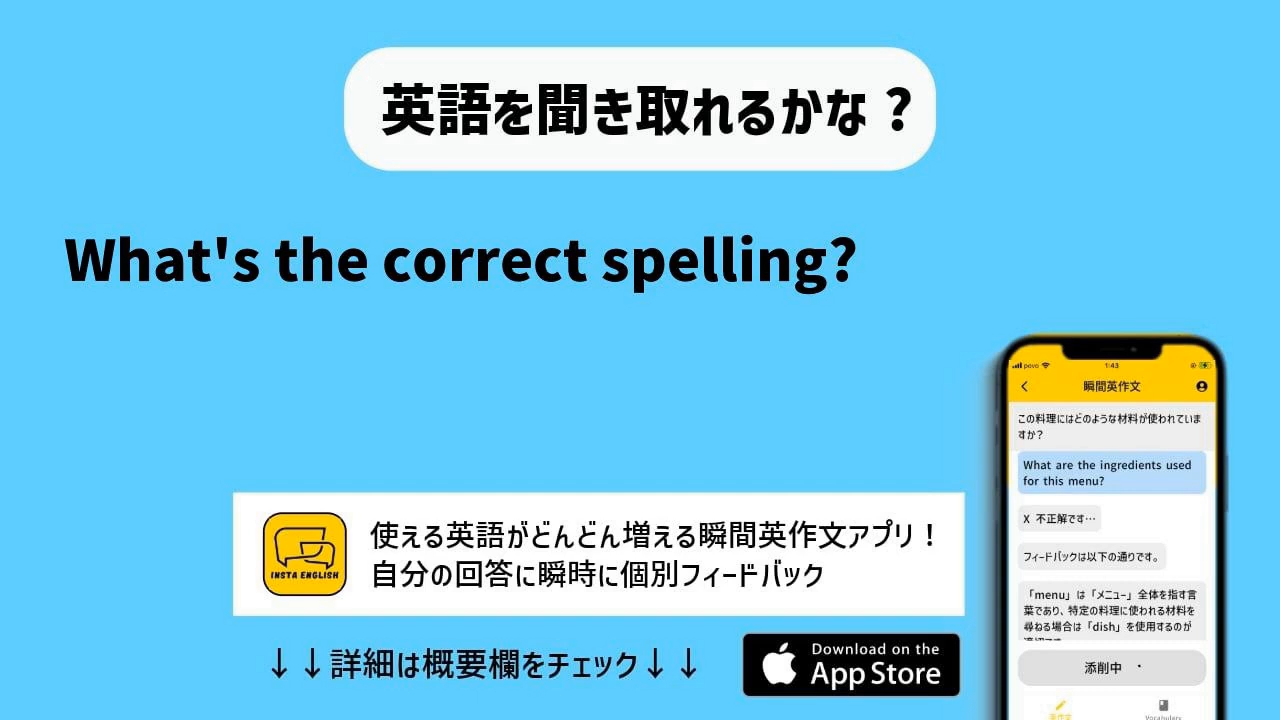 英語を聞き取れるかな？
What's the correct spelling?
povo
1:43
瞬間英作文
この料理にはどのような材料が使われていま
すか？
What are the ingredients used
for this menu?
X 不正解です…
フィードバックは以下の通りです。
「menu」は「メニュー」全体を指す言
葉であり、特定の料理に使われる材料を
尋ねる場合は「dish」を使用するのが
添削中
英作文
Vocabulary
INSTA ENGLISH
使える英語がどんどん増える瞬間英作文アプリ！
自分の回答に瞬時に個別フィードバック
↓↓詳細は概要欄をチェック↓↓
Download on the
App Store